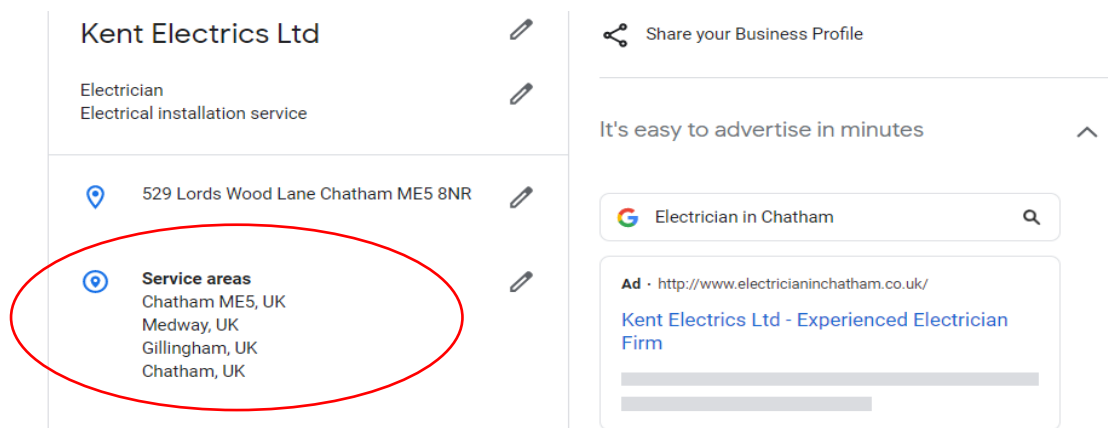 Kent Electrics Ltd
Electrician
Electrical installation service
529 Lords Wood Lane Chatham ME5 8NR
Service areas
Chatham ME5, UK
Medway, UK
Gillingham, UK
Chatham, UK
Share your Business Profile
It's easy to advertise in minutes
Electrician in Chatham
Ad · http://www.electricianinchatham.co.uk/
Kent Electrics Ltd - Experienced Electrician
Firm